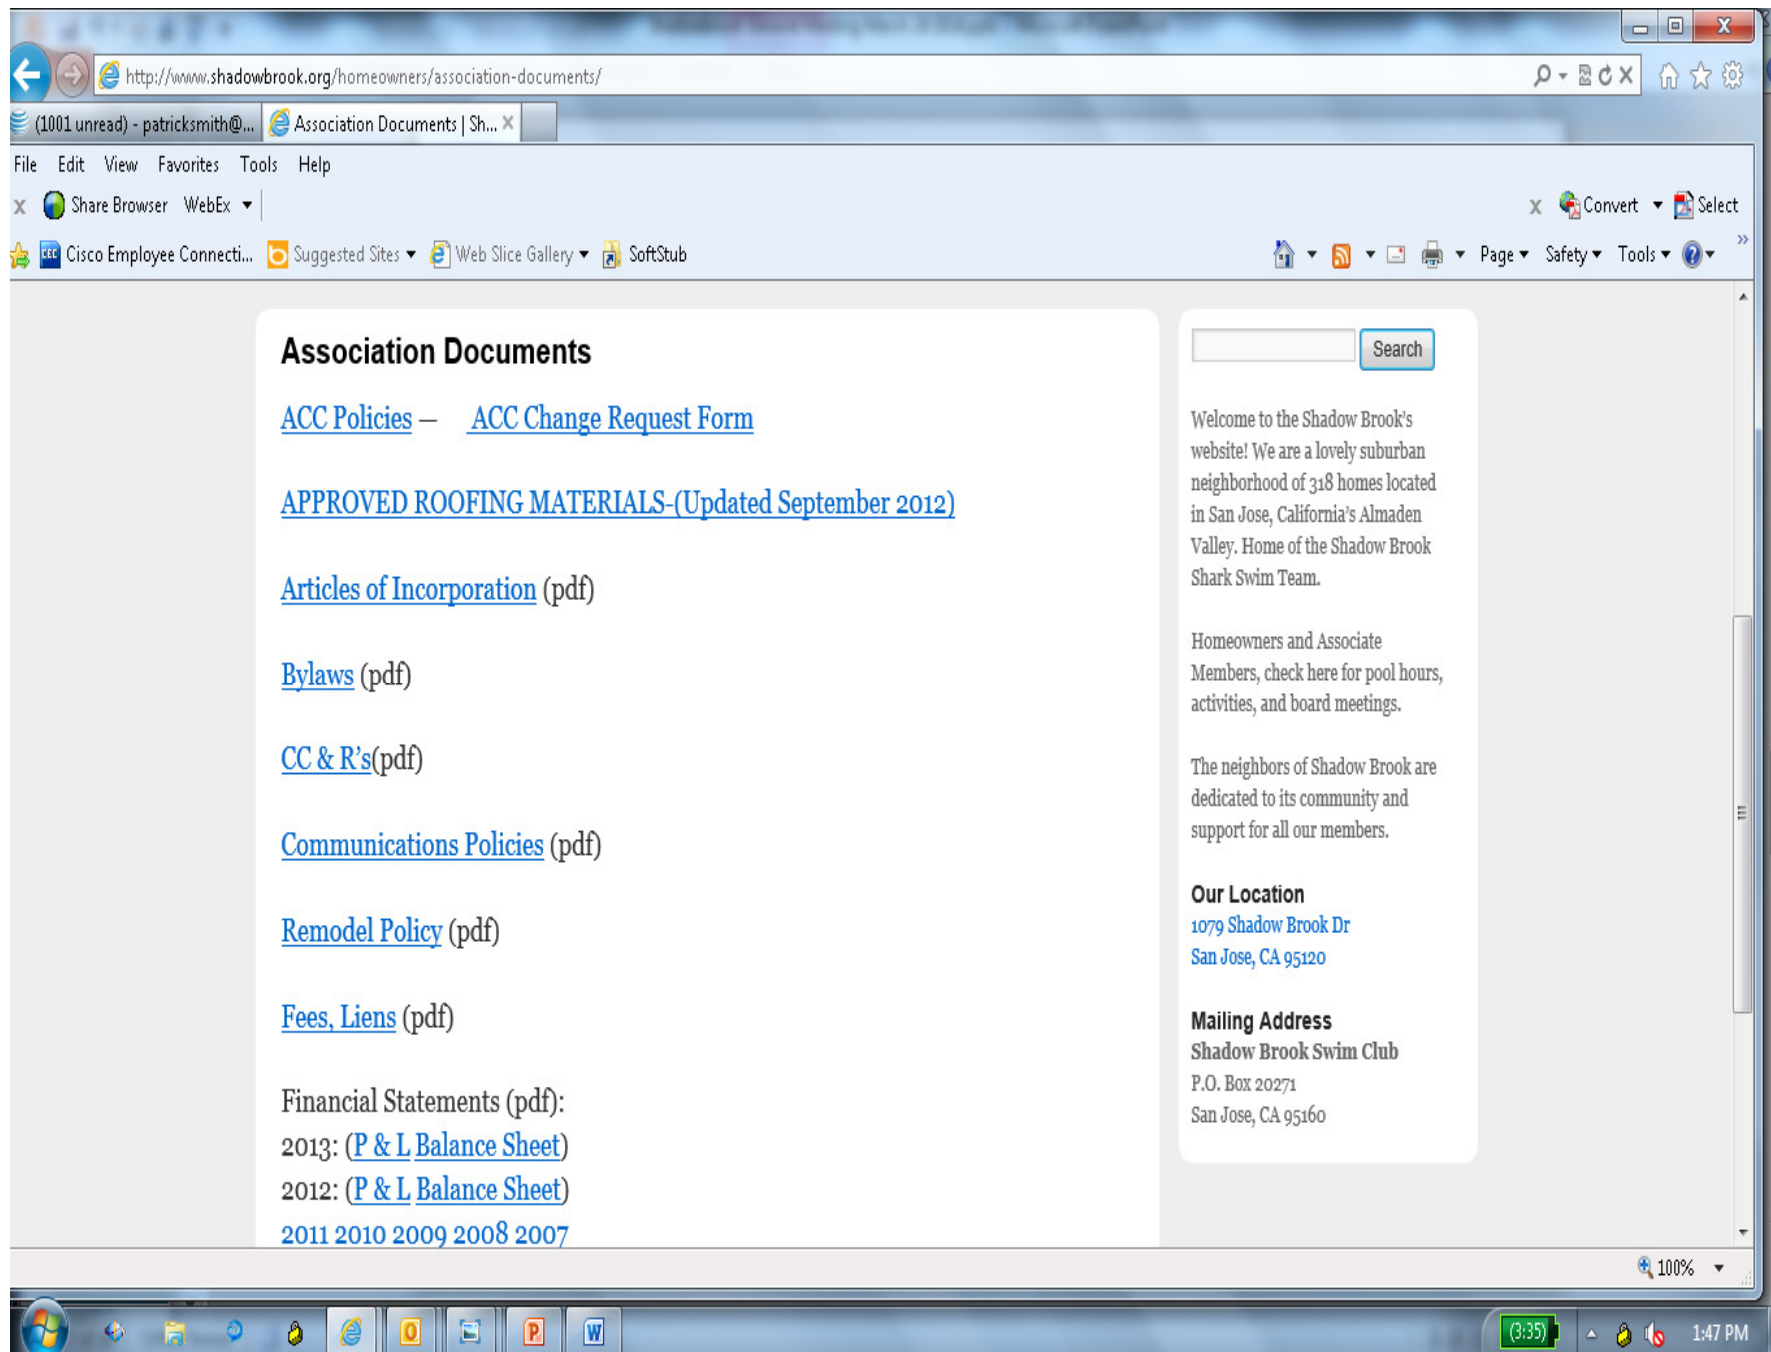 http://www.shadowbrook.org/homeowners/association-documents/
(1001 unread) - patricksmith@... Association Documents | Sh...
File Edit View Favorites Tools Help
x Share Browser WebEx x Convert Select
CEC Cisco Employee Connecti... Suggested Sites Web Slice Gallery SoftStub Page Safety Tools »
Association Documents
ACC Policies – ACC Change Request Form
APPROVED ROOFING MATERIALS-(Updated September 2012)
Articles of Incorporation (pdf)
Bylaws (pdf)
CC & R’s(pdf)
Communications Policies (pdf)
Remodel Policy (pdf)
Fees, Liens (pdf)
Financial Statements (pdf):
2013: (P & L Balance Sheet)
2012: (P & L Balance Sheet)
2011 2010 2009 2008 2007
Search
Welcome to the Shadow Brook’s
website! We are a lovely suburban
neighborhood of 318 homes located
in San Jose, California’s Almaden
Valley. Home of the Shadow Brook
Shark Swim Team.
Homeowners and Associate
Members, check here for pool hours,
activities, and board meetings.
The neighbors of Shadow Brook are
dedicated to its community and
support for all our members.
Our Location
1079 Shadow Brook Dr
San Jose, CA 95120
Mailing Address
Shadow Brook Swim Club
P.O. Box 20271
San Jose, CA 95160
100%
(3:35) 1:47 PM